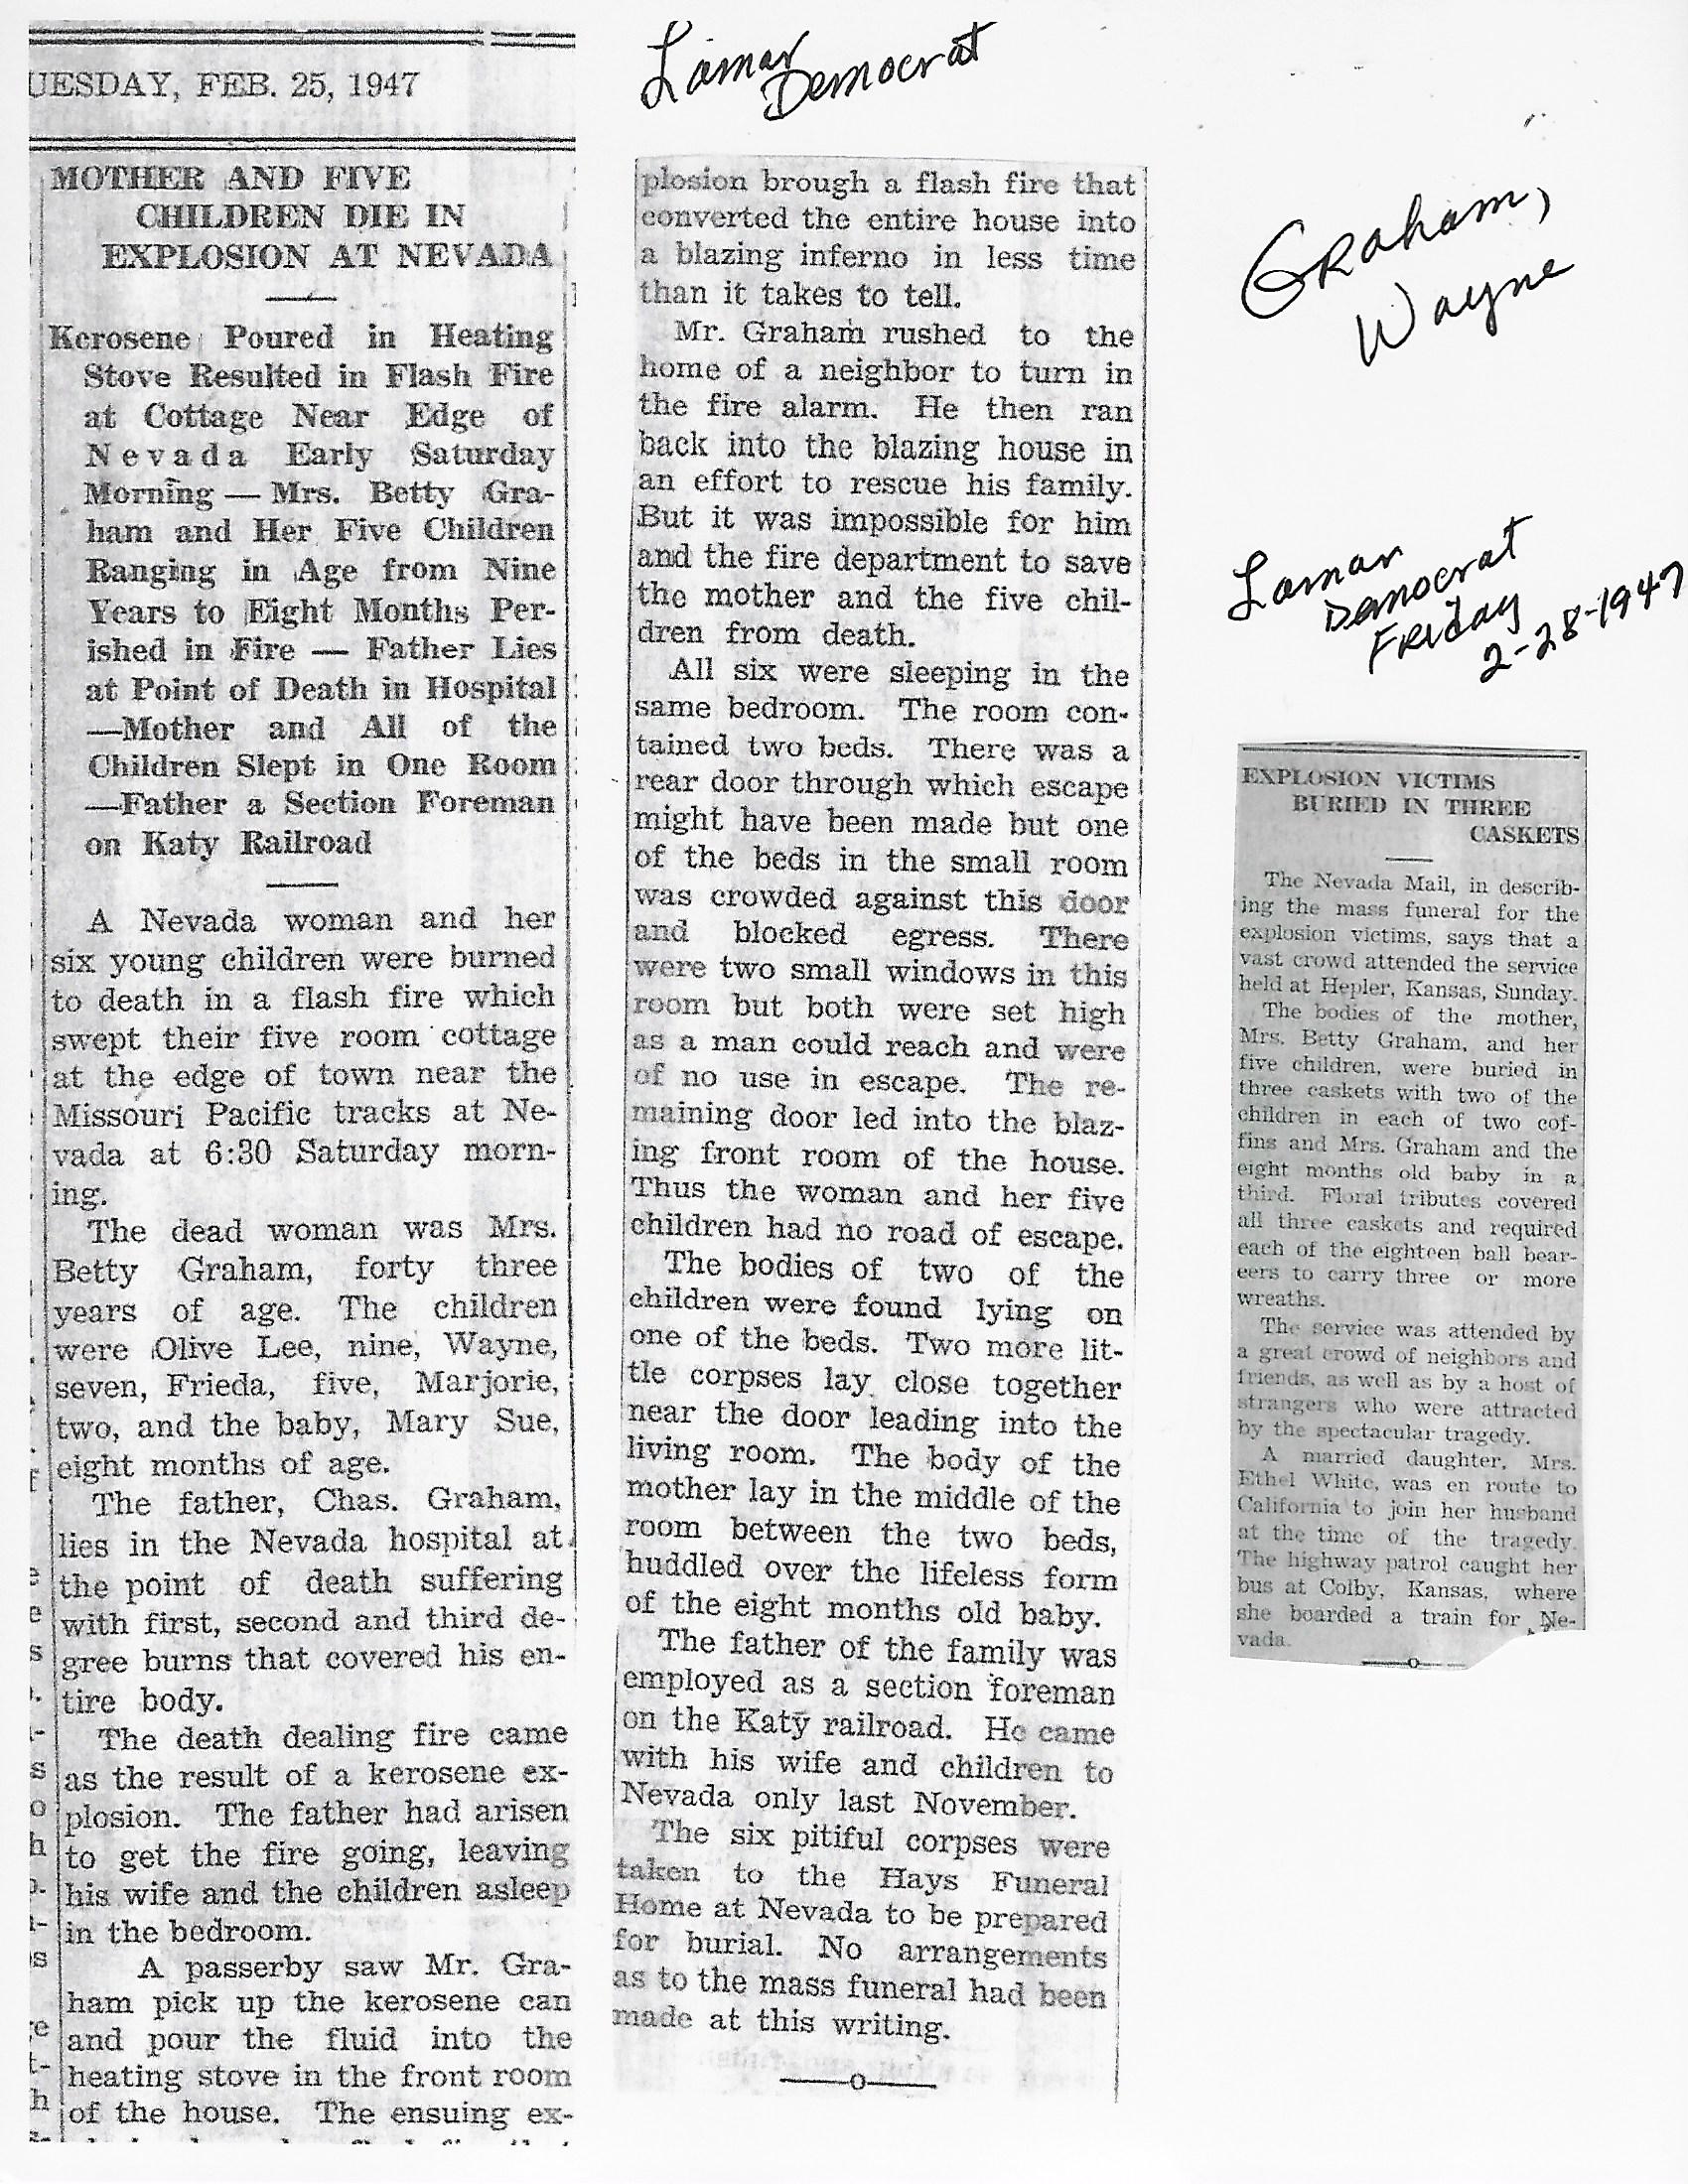 UESDAY, FEB. 25, 1947
MOTHER AND FIVE
CHILDREN DIE IN
EXPLOSION AT NEVADA
Kerosene Poured in Heating
Stove Resulted in Flash Fire
at Cottage Near Edge of
Nevada Early Saturday
Morning — Mrs. Betty Gra-
ham and Her Five Children
Ranging in Age from Nine
Years to Eight Months Per-
ished in Fire — Father Lies
at Point of Death in Hospital
—Mother and All of the
Children Slept in One Room
—Father a Section Foreman
on Katy Railroad
A Nevada woman and her
six young children were burned
to death in a flash fire which
swept their five room cottage
at the edge of town near the
Missouri Pacific tracks at Ne-
vada at 6:30 Saturday morn-
ing.
The dead woman was Mrs.
Betty Graham, forty three
years of age. The children
were Olive Lee, nine, Wayne,
seven, Frieda, five, Marjorie,
two, and the baby, Mary Sue,
eight months of age.
The father, Chas. Graham,
lies in the Nevada hospital at
the point of death suffering
with first, second and third de-
gree burns that covered his en-
tire body.
The death dealing fire came
as the result of a kerosene ex-
plosion. The father had arisen
to get the fire going, leaving
his wife and the children asleep
in the bedroom.
A passerby saw Mr. Gra-
ham pick up the kerosene can
and pour the fluid into the
heating stove in the front room
of the house. The ensuing ex-
Lamar
Democrat
plosion brough a flash fire that
converted the entire house into
a blazing inferno in less time
than it takes to tell.
Mr. Graham rushed to the
home of a neighbor to turn in
the fire alarm. He then ran
back into the blazing house in
an effort to rescue his family.
But it was impossible for him
and the fire department to save
the mother and the five chil-
dren from death.
All six were sleeping in the
same bedroom. The room con-
tained two beds. There was a
rear door through which escape
might have been made but one
of the beds in the small room
was crowded against this door
and blocked egress. There
were two small windows in this
room but both were set high
as a man could reach and were
of no use in escape. The re-
maining door led into the blaz-
ing front room of the house.
Thus the woman and her five
children had no road of escape.
The bodies of two of the
children were found lying on
one of the beds. Two more lit-
tle corpses lay close together
near the door leading into the
living room. The body of the
mother lay in the middle of the
room between the two beds,
huddled over the lifeless form
of the eight months old baby.
The father of the family was
employed as a section foreman
on the Katy railroad. He came
with his wife and children to
Nevada only last November.
The six pitiful corpses were
taken to the Hays Funeral
Home at Nevada to be prepared
for burial. No arrangements
as to the mass funeral had been
made at this writing.
Graham,
Wayne
Lamar
Democrat
Friday
2-28-1947
EXPLOSION VICTIMS
BURIED IN THREE
CASKETS
The Nevada Mail, in describ-
ing the mass funeral for the
explosion victims, says that a
vast crowd attended the service
held at Hepler, Kansas, Sunday.
The bodies of the mother,
Mrs. Betty Graham, and her
five children, were buried in
three caskets with two of the
children in each of two cof-
fins and Mrs. Graham and the
eight months old baby in a
third. Floral tributes covered
all three caskets and required
each of the eighteen ball bear-
eers to carry three or more
wreaths.
The service was attended by
a great crowd of neighbors and
friends, as well as by a host of
strangers who were attracted
by the spectacular tragedy.
A married daughter, Mrs.
Ethel White, was en route to
California to join her husband
at the time of the tragedy.
The highway patrol caught her
bus at Colby, Kansas, where
she boarded a train for Ne-
vada.